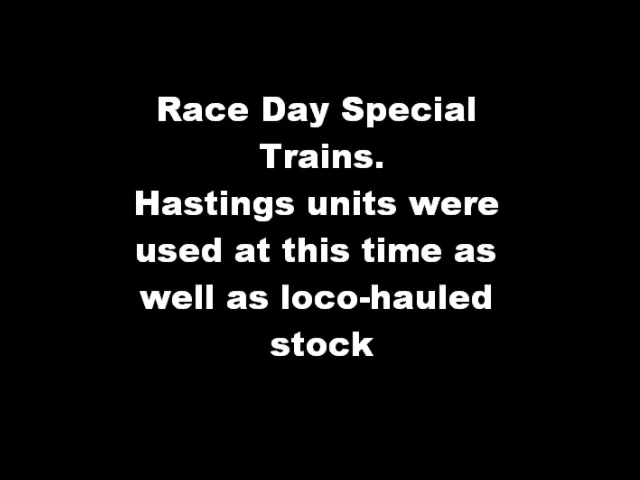 Race Day Special
Trains.
Hastings units were
used at this time as
well as loco-hauled
stock